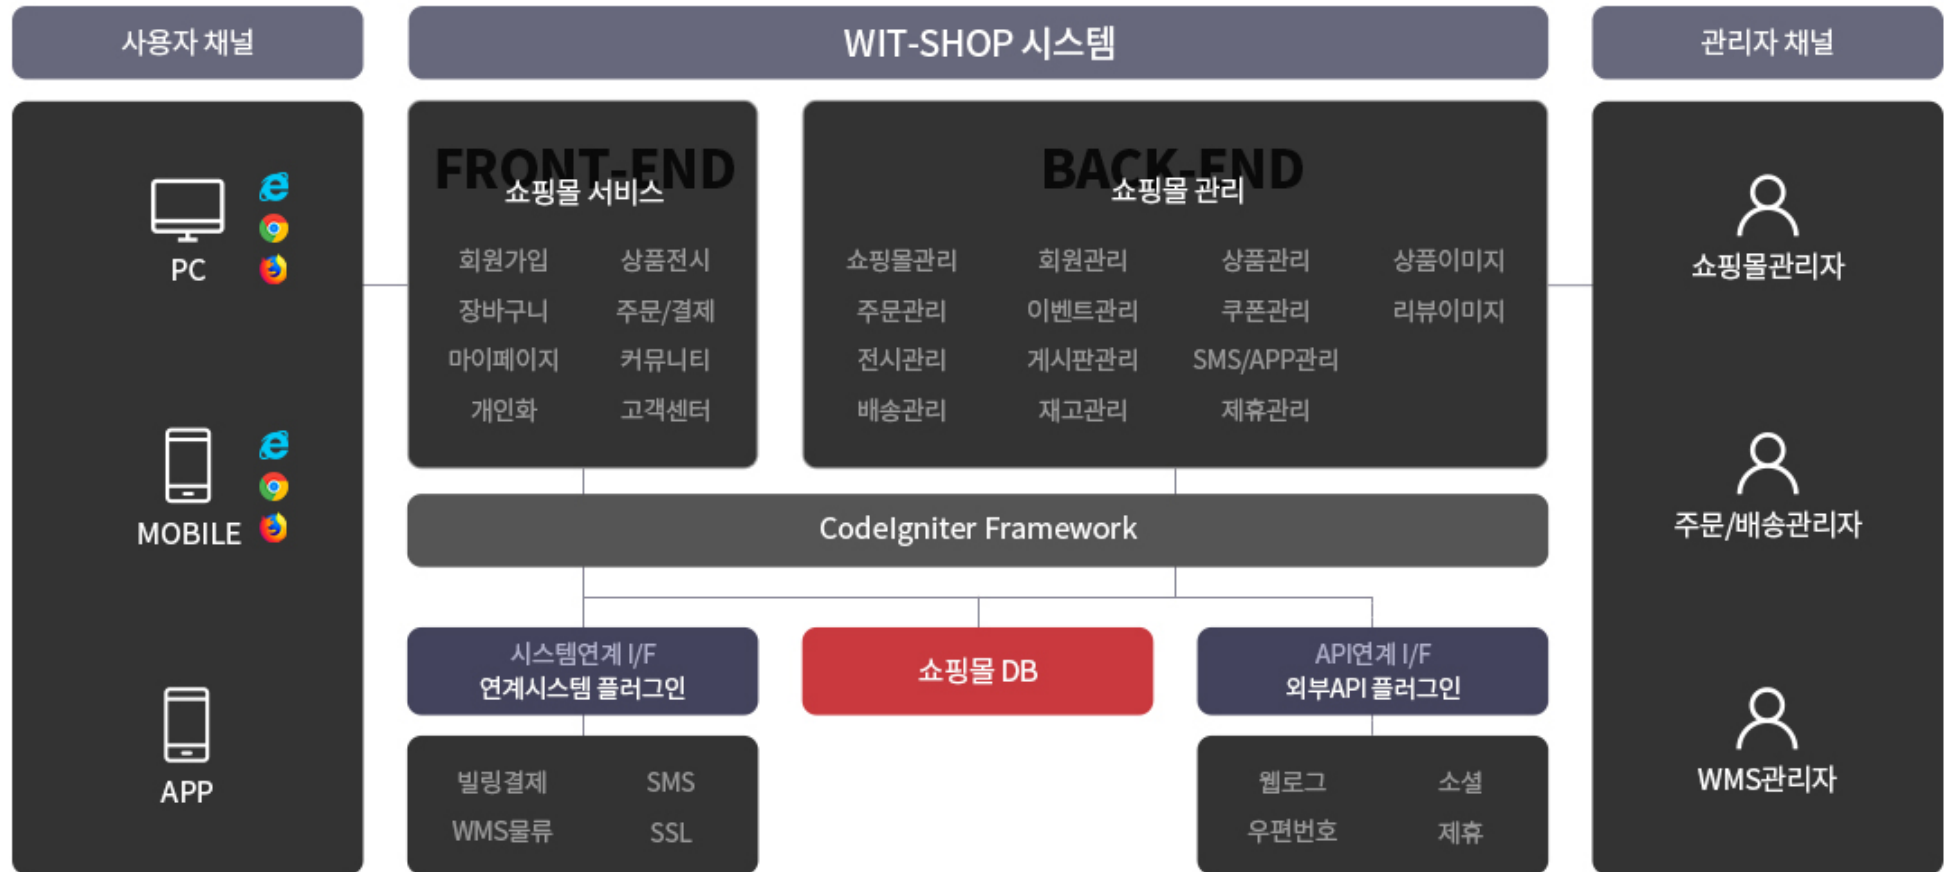 사용자 채널
WIT-SHOP 시스템
관리자 채널
PC
MOBILE
APP
FRONT-END
쇼핑몰 서비스
회원가입 상품전시
장바구니 주문/결제
마이페이지 커뮤니티
개인화 고객센터
BACK-END
쇼핑몰 관리
쇼핑몰관리 회원관리 상품관리 상품이미지
주문관리 이벤트관리 쿠폰관리 리뷰이미지
전시관리 게시판관리 SMS/APP관리
배송관리 재고관리 제휴관리
CodeIgniter Framework
시스템연계 I/F
연계시스템 플러그인
쇼핑몰 DB
API연계 I/F
외부API 플러그인
빌링결제 SMS
WMS물류 SSL
웹로그 소셜
우편번호 제휴
쇼핑몰관리자
주문/배송관리자
WMS관리자